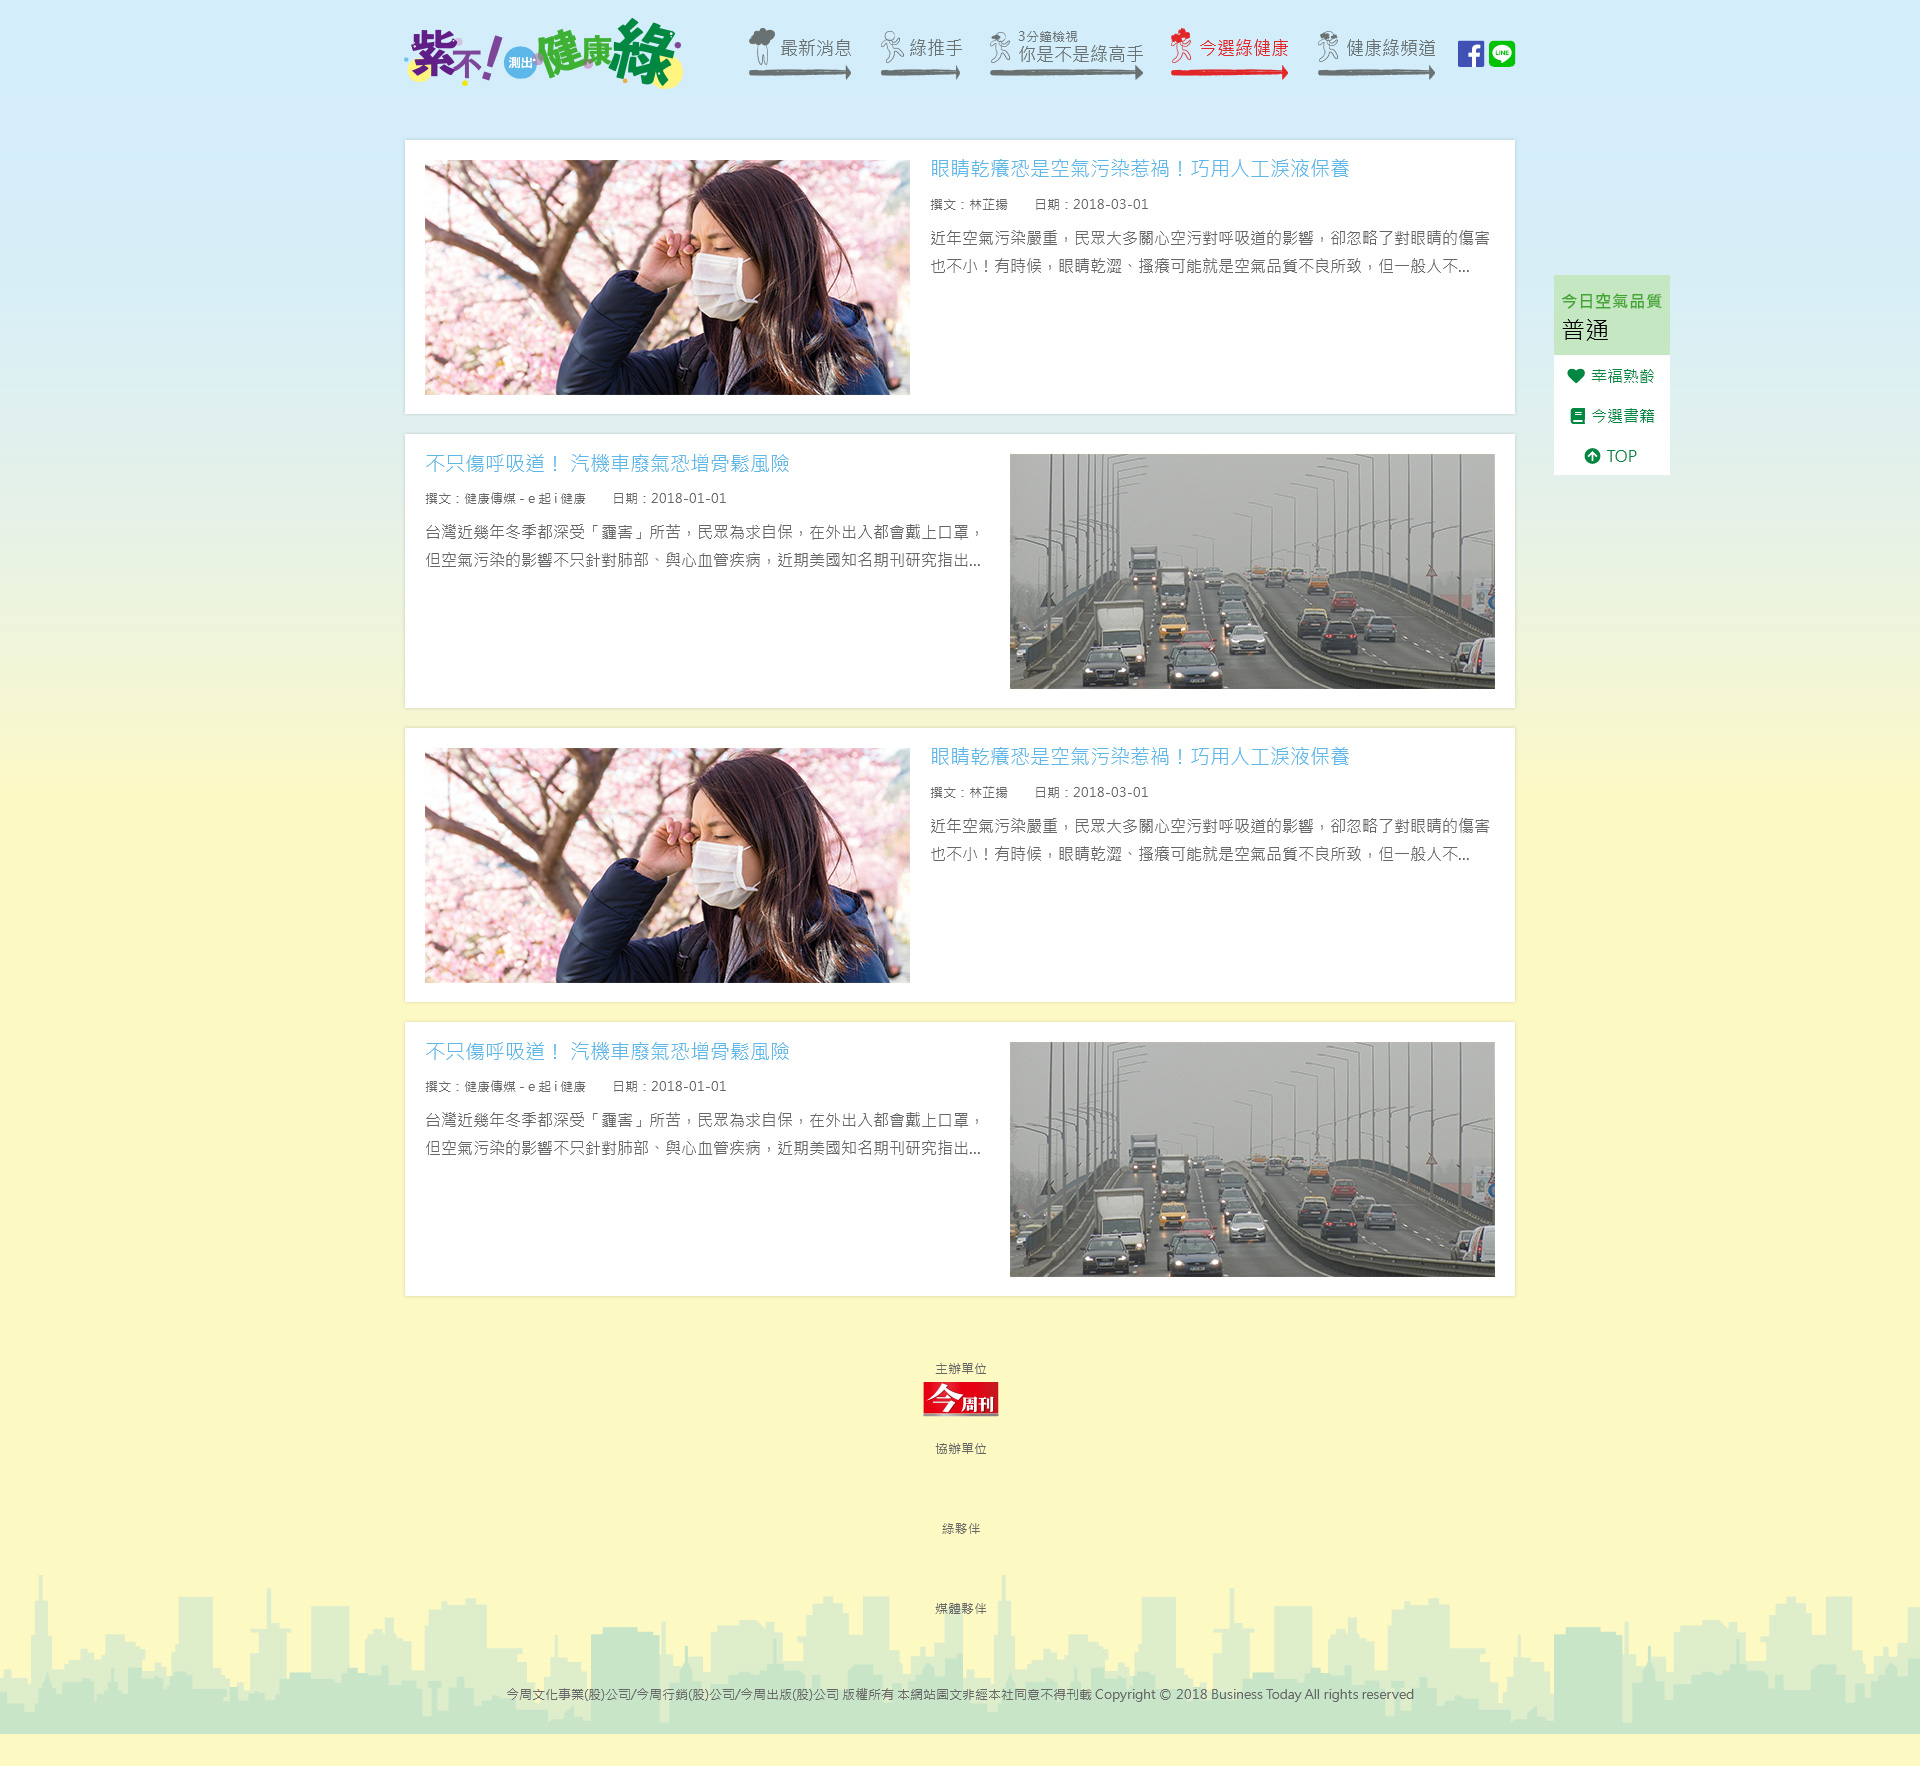 紫不！測出健康綠
最新消息
綠推手
3分鐘檢視
你是不是綠高手
今選綠健康
健康綠頻道
LINE
眼睛乾癢恐是空氣污染惹禍！巧用人工淚液保養
撰文：林芷揚　　日期：2018-03-01
近年空氣污染嚴重，民眾大多關心空污對呼吸道的影響，卻忽略了對眼睛的傷害
也不小！有時候，眼睛乾澀、搔癢可能就是空氣品質不良所致，但一般人不...
今日空氣品質
普通
幸福熟齡
今選書籍
TOP
不只傷呼吸道！ 汽機車廢氣恐增骨鬆風險
撰文：健康傳媒 - e 起 i 健康　　日期：2018-01-01
台灣近幾年冬季都深受「霾害」所苦，民眾為求自保，在外出入都會戴上口罩，
但空氣污染的影響不只針對肺部、與心血管疾病，近期美國知名期刊研究指出...
眼睛乾癢恐是空氣污染惹禍！巧用人工淚液保養
撰文：林芷揚　　日期：2018-03-01
近年空氣污染嚴重，民眾大多關心空污對呼吸道的影響，卻忽略了對眼睛的傷害
也不小！有時候，眼睛乾澀、搔癢可能就是空氣品質不良所致，但一般人不...
不只傷呼吸道！ 汽機車廢氣恐增骨鬆風險
撰文：健康傳媒 - e 起 i 健康　　日期：2018-01-01
台灣近幾年冬季都深受「霾害」所苦，民眾為求自保，在外出入都會戴上口罩，
但空氣污染的影響不只針對肺部、與心血管疾病，近期美國知名期刊研究指出...
主辦單位
今周刊
協辦單位
綠夥伴
媒體夥伴
今周文化事業(股)公司/今周行銷(股)公司/今周出版(股)公司 版權所有 本網站圖文非經本社同意不得刊載 Copyright © 2018 Business Today All rights reserved